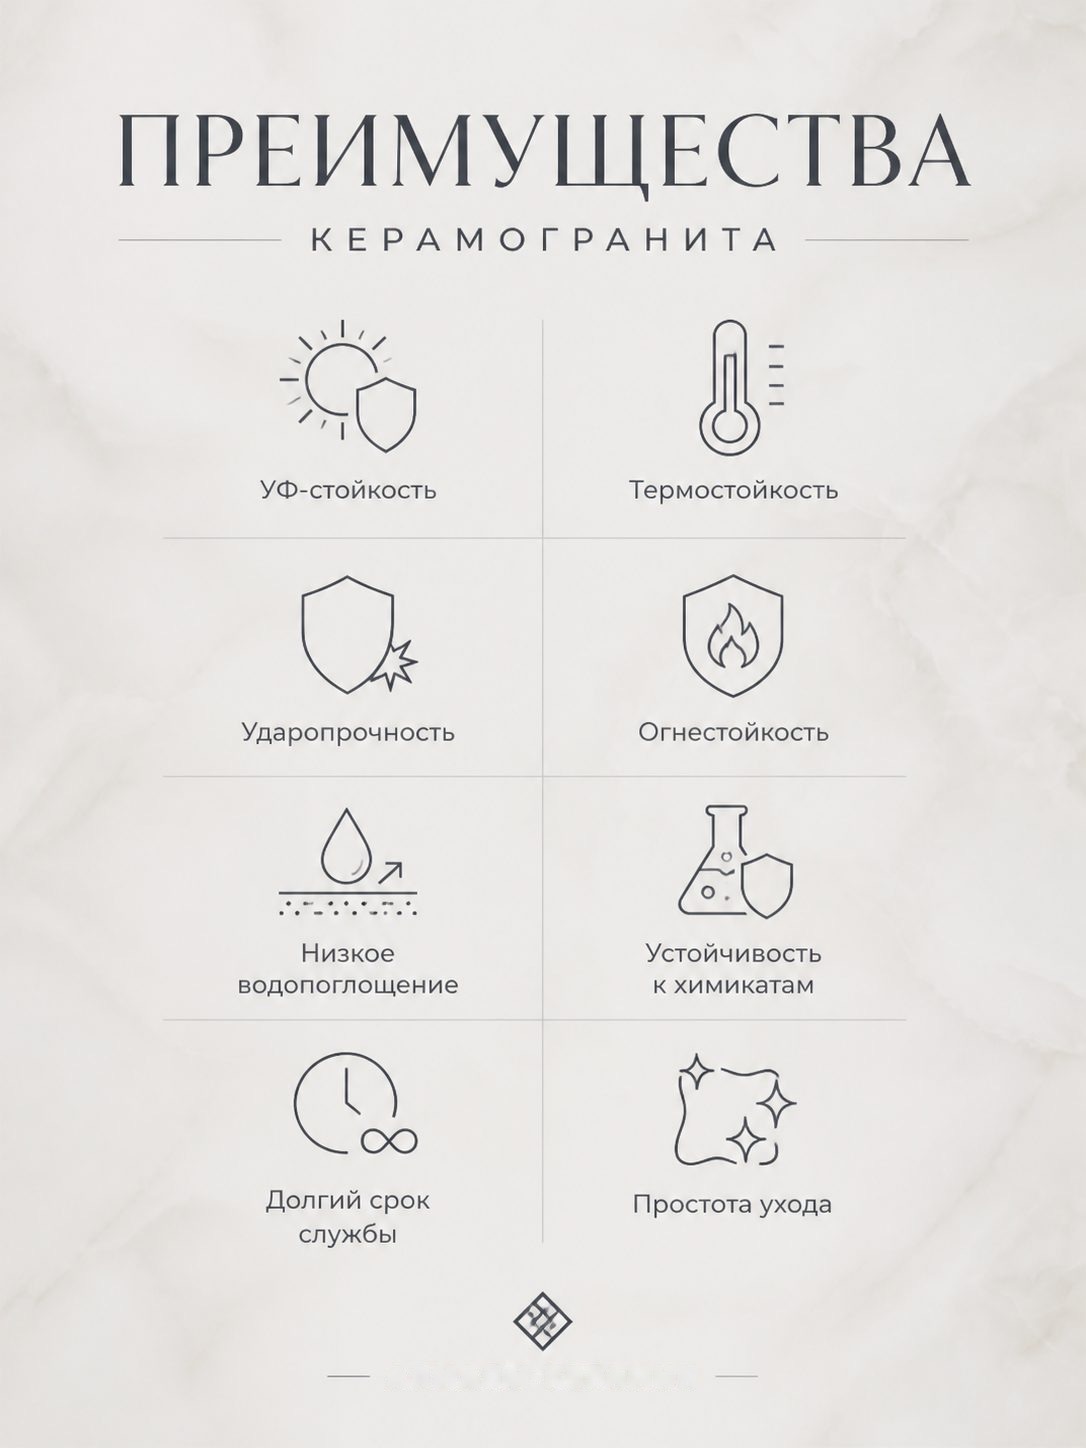 ПРЕИМУЩЕСТВА
КЕРАМОГРАНИТА
УФ-стойкость
Термостойкость
Ударопрочность
Огнестойкость
Низкое
водопоглощение
Устойчивость
к химикатам
Долгий срок
службы
Простота ухода